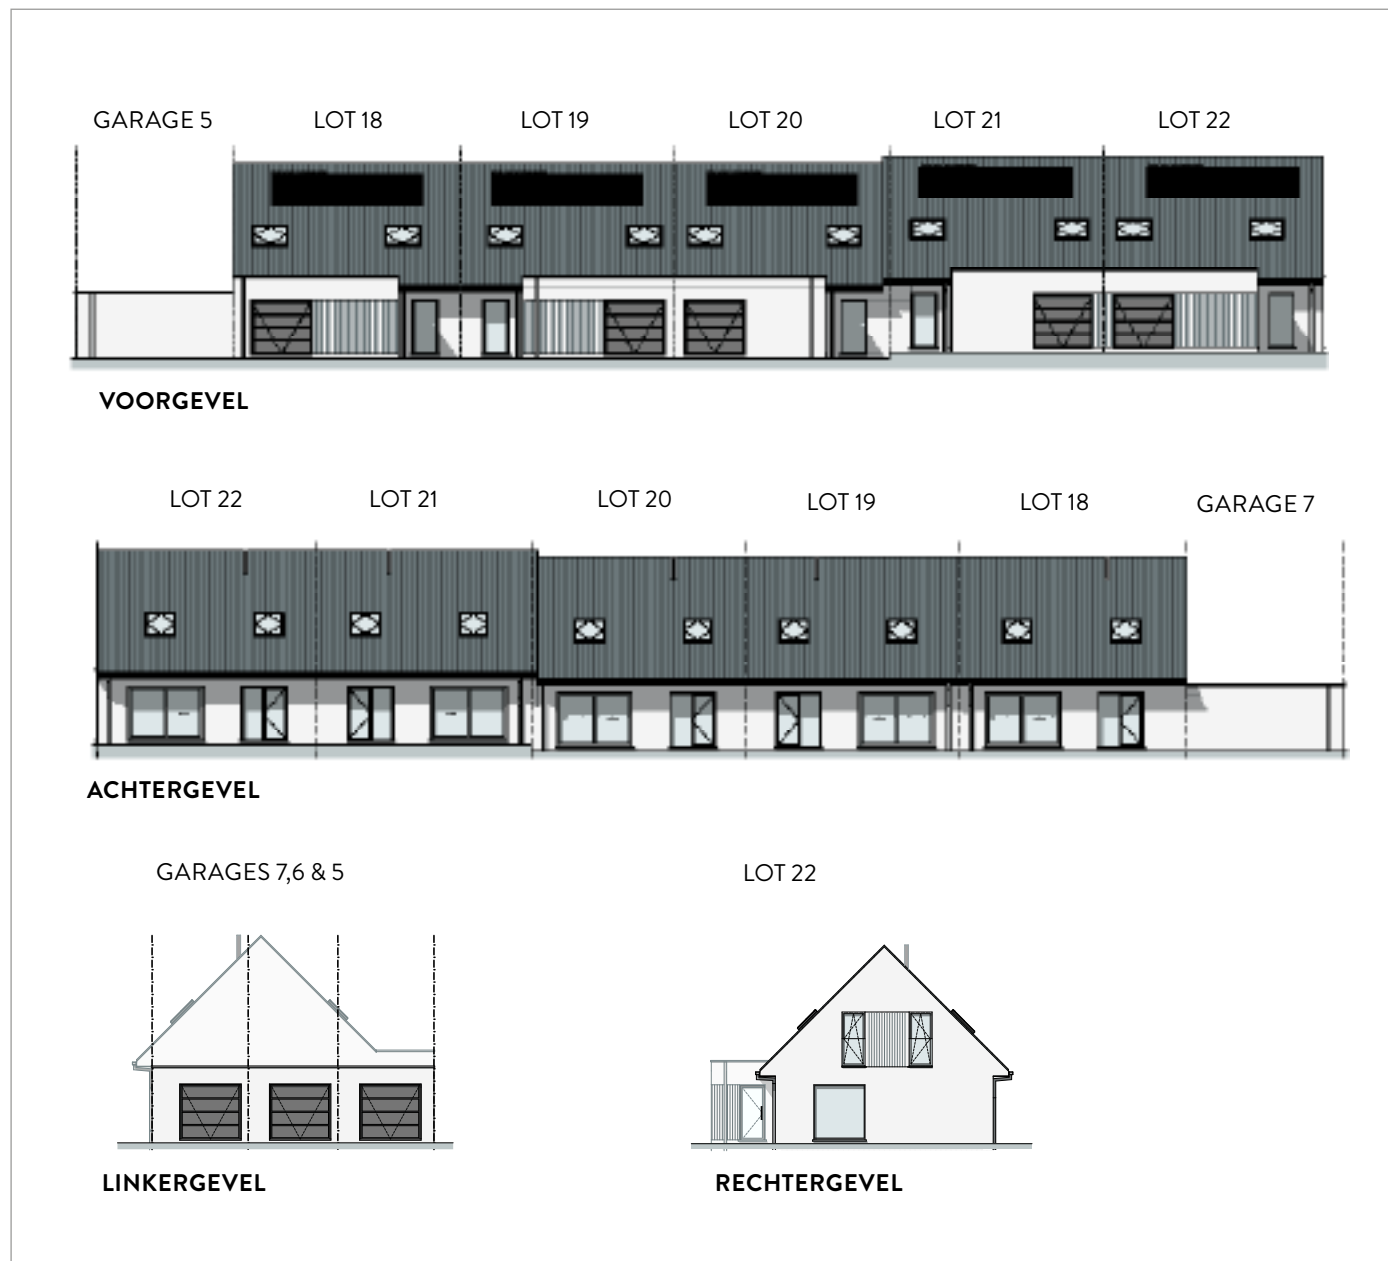 GARAGE 5 LOT 18 LOT 19 LOT 20 LOT 21 LOT 22
VOORGEVEL
LOT 22 LOT 21 LOT 20 LOT 19 LOT 18 GARAGE 7
ACHTERGEVEL
GARAGES 7,6 & 5 LOT 22
LINKERGEVEL RECHTERGEVEL